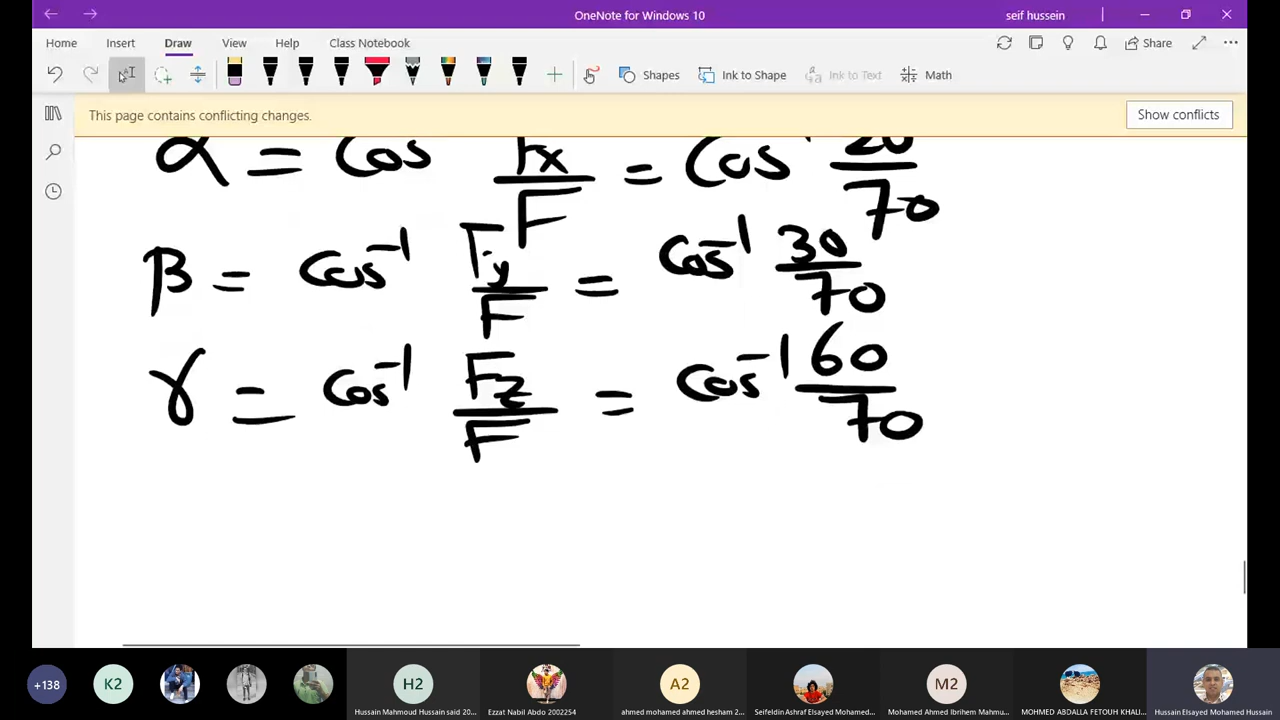 OneNote for Windows 10
seif hussein
Home Insert Draw View Help Class Notebook
Share
Shapes Ink to Shape Ink to Text Math
This page contains conflicting changes.
Show conflicts
α = cos Fx/F = cos⁻¹ 20/70
β = cos⁻¹ Fy/F = cos⁻¹ 30/70
γ = cos⁻¹ Fz/F = cos⁻¹ 60/70
+138 K2 H2 A2 M2
Hussain Mahmoud Hussain said 20... Ezzat Nabil Abdo 2002254 ahmed mohamed ahmed hesham 2... Seifeldin Ashraf Elsayed Mohamed... Mohamed Ahmed Ibrihem Mahmu... MOHMED ABDALLA FETOUH KHALI... Hussain Elsayed Mohamed Hussain